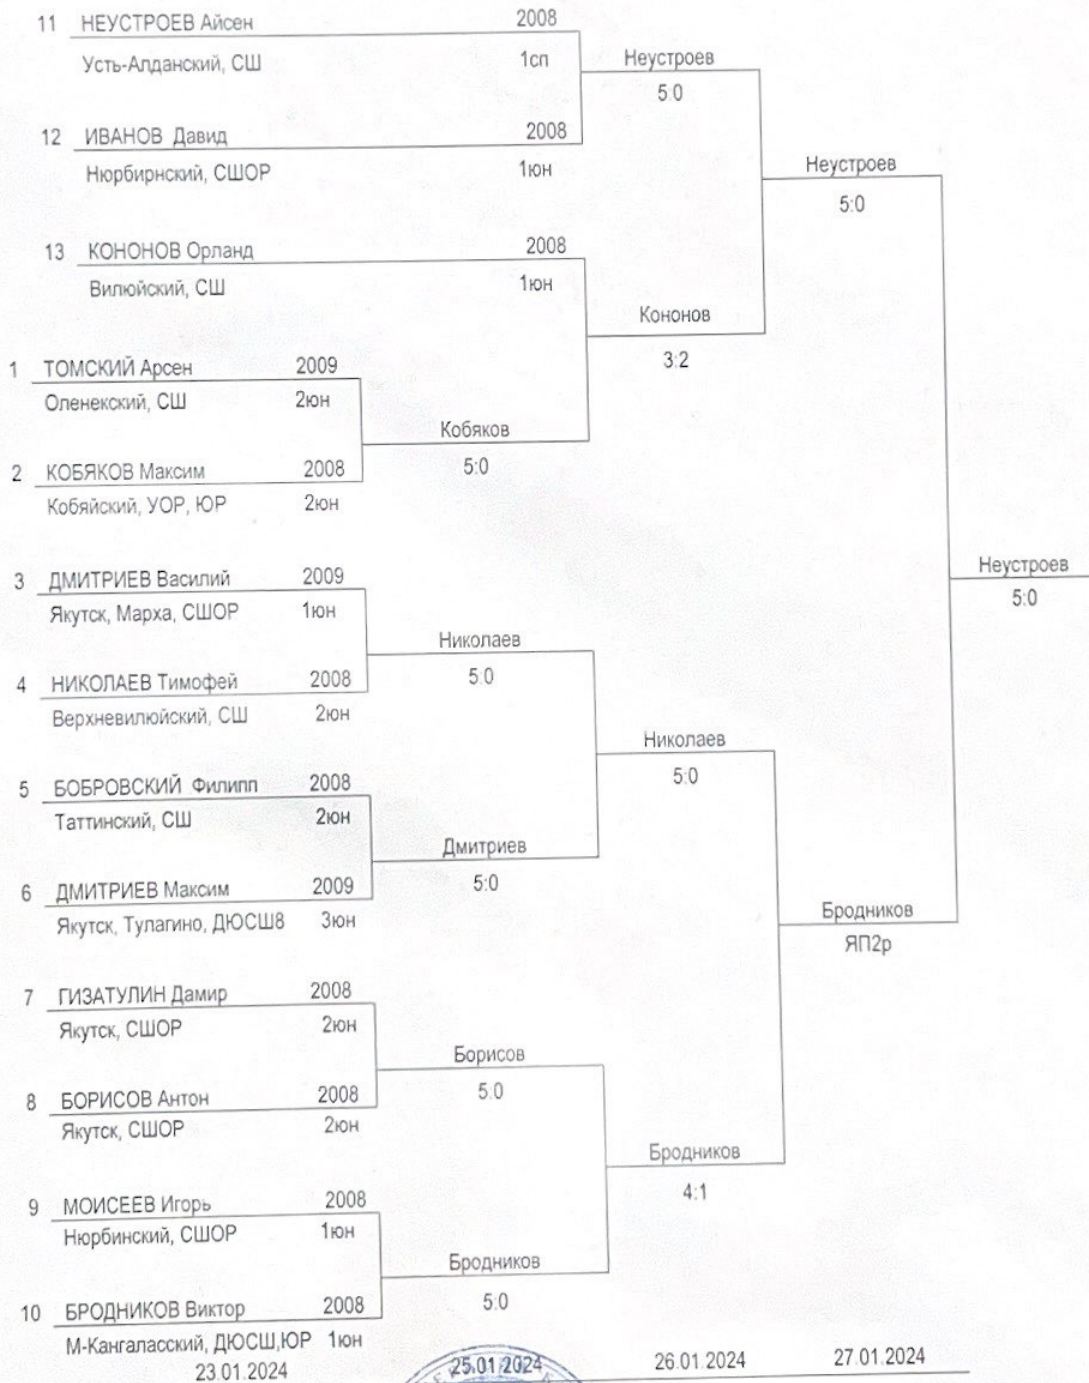 11 НЕУСТРОЕВ Айсен 2008
Усть-Алданский, СШ 1сп
Неустроев
5:0
12 ИВАНОВ Давид 2008
Нюрбирнский, СШОР 1юн
Неустроев
5:0
13 КОНОНОВ Орланд 2008
Вилюйский, СШ 1юн
Кононов
3:2
1 ТОМСКИЙ Арсен 2009
Оленекский, СШ 2юн
Кобяков
5:0
2 КОБЯКОВ Максим 2008
Кобяйский, УОР, ЮР 2юн
Неустроев
5:0
3 ДМИТРИЕВ Василий 2009
Якутск, Марха, СШОР 1юн
Николаев
5:0
4 НИКОЛАЕВ Тимофей 2008
Верхневилюйский, СШ 2юн
Николаев
5:0
5 БОБРОВСКИЙ Филипп 2008
Таттинский, СШ 2юн
Дмитриев
5:0
6 ДМИТРИЕВ Максим 2009
Якутск, Тулагино, ДЮСШ8 3юн
Бродников
ЯП2р
7 ГИЗАТУЛИН Дамир 2008
Якутск, СШОР 2юн
Борисов
5:0
8 БОРИСОВ Антон 2008
Якутск, СШОР 2юн
Бродников
4:1
9 МОИСЕЕВ Игорь 2008
Нюрбинский, СШОР 1юн
Бродников
5:0
10 БРОДНИКОВ Виктор 2008
М-Кангаласский, ДЮСШ,ЮР 1юн
23.01.2024 25.01.2024 26.01.2024 27.01.2024